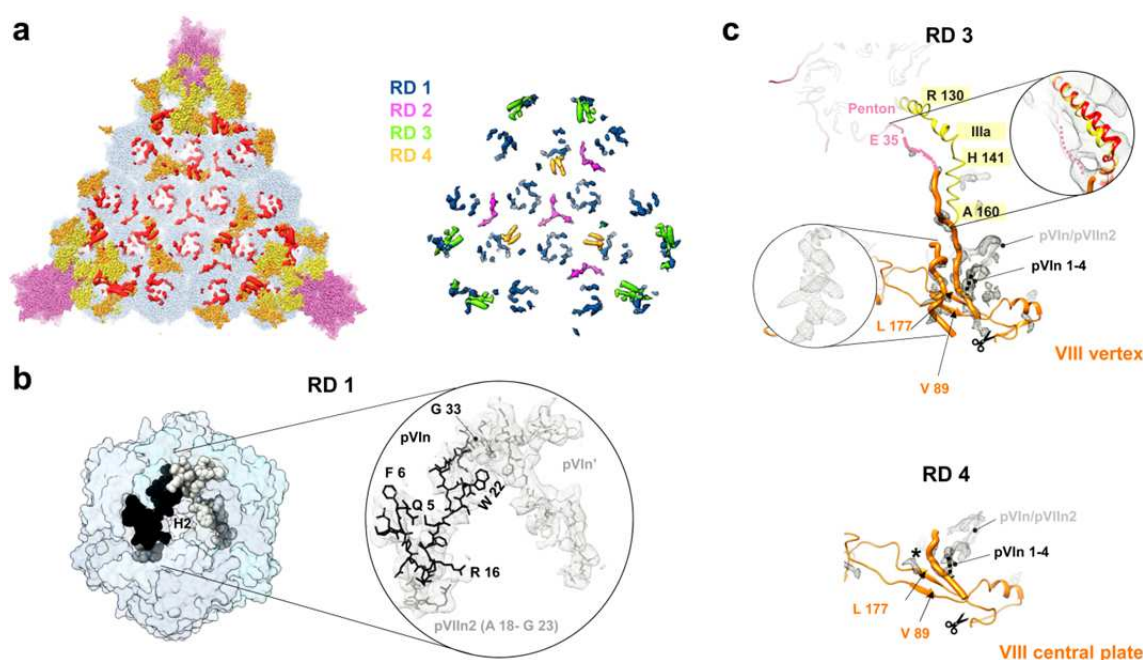 a
RD 1
RD 2
RD 3
RD 4
b
RD 1
H2
G 33
pVIn
F 6
Q 5
W 22
pVIn'
R 16
pVIIn2 (A 18- G 23)
c
RD 3
R 130
Penton
IIIa
E 35
H 141
A 160
pVIn/pVIIn2
pVIn 1-4
L 177
VIII vertex
V 89
RD 4
pVIn/pVIIn2
*
pVIn 1-4
L 177
V 89
VIII central plate